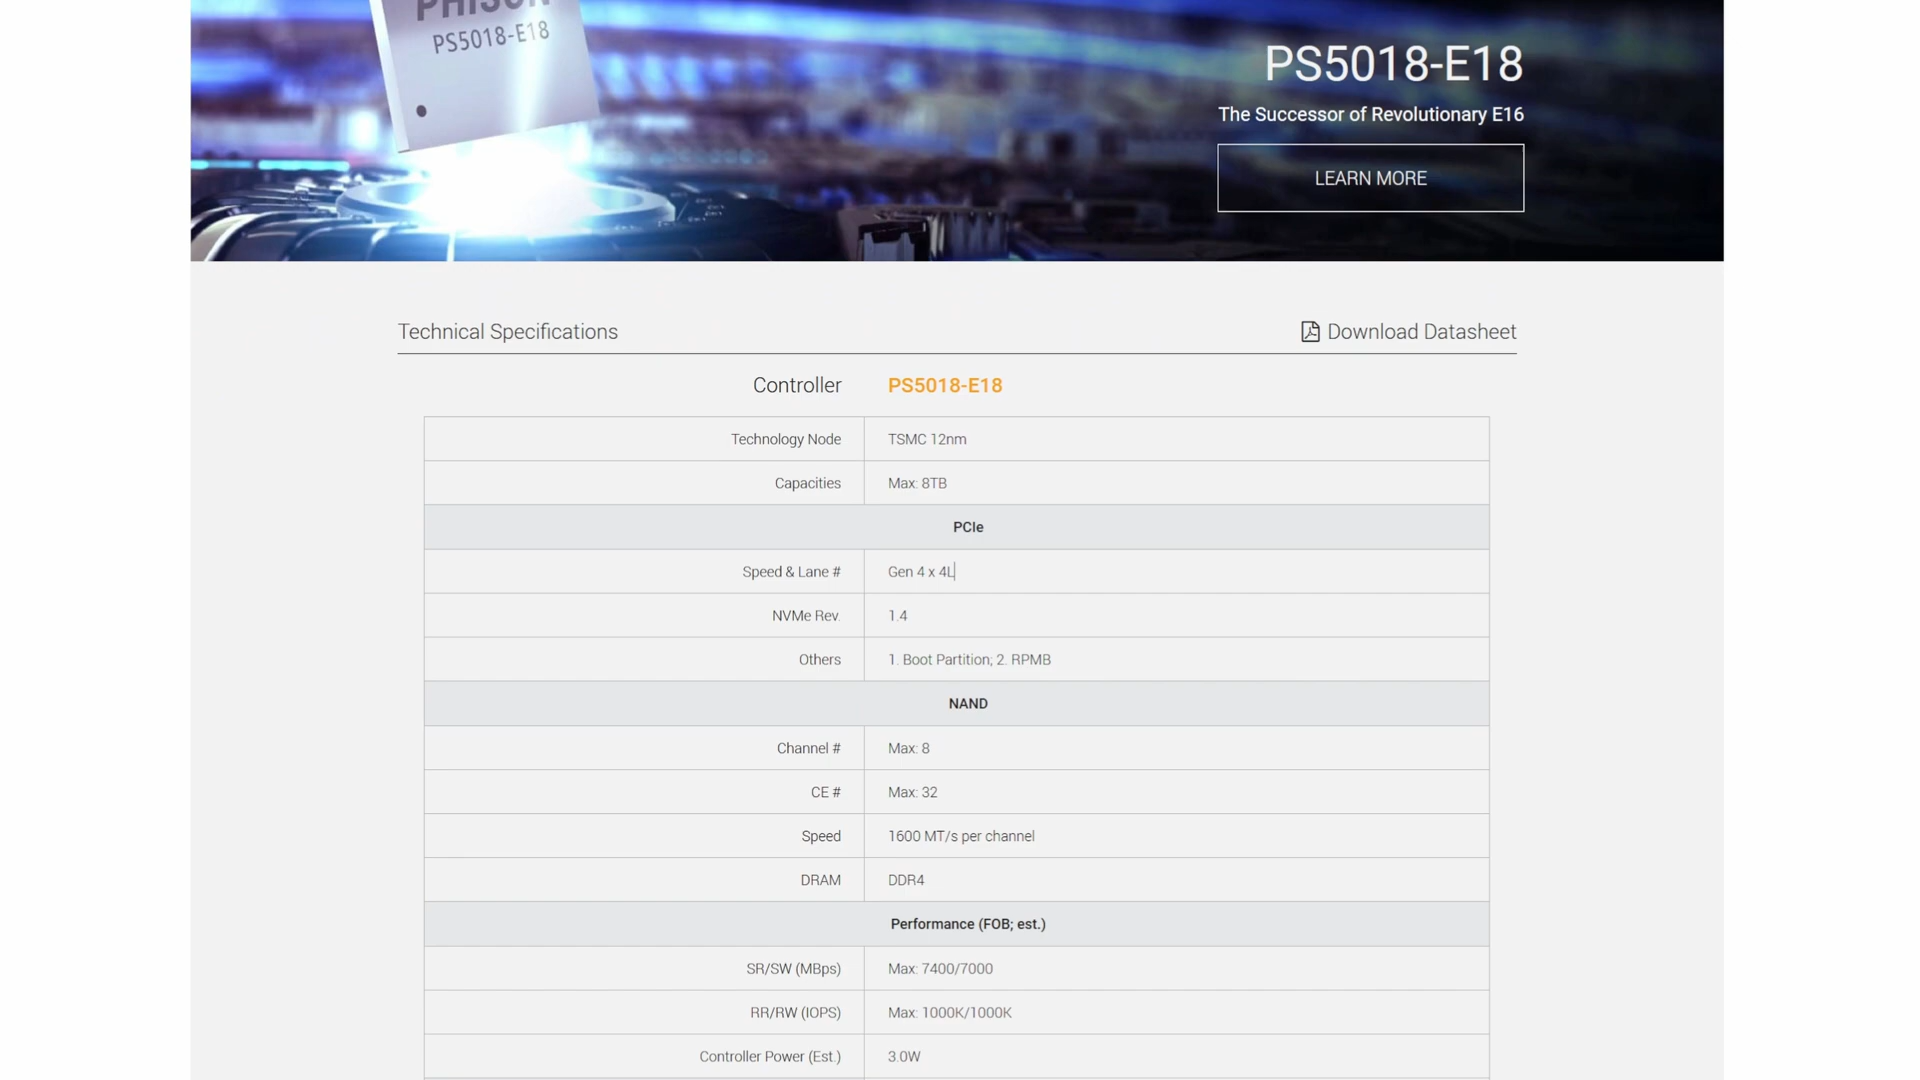 PHISON
PS5018-E18
PS5018-E18
The Successor of Revolutionary E16
LEARN MORE
Technical Specifications
Download Datasheet
Controller PS5018-E18
Technology Node TSMC 12nm
Capacities Max: 8TB
PCIe
Speed & Lane # Gen 4 x 4L
NVMe Rev. 1.4
Others 1. Boot Partition; 2. RPMB
NAND
Channel # Max: 8
CE # Max: 32
Speed 1600 MT/s per channel
DRAM DDR4
Performance (FOB; est.)
SR/SW (MBps) Max: 7400/7000
RR/RW (IOPS) Max: 1000K/1000K
Controller Power (Est.) 3.0W